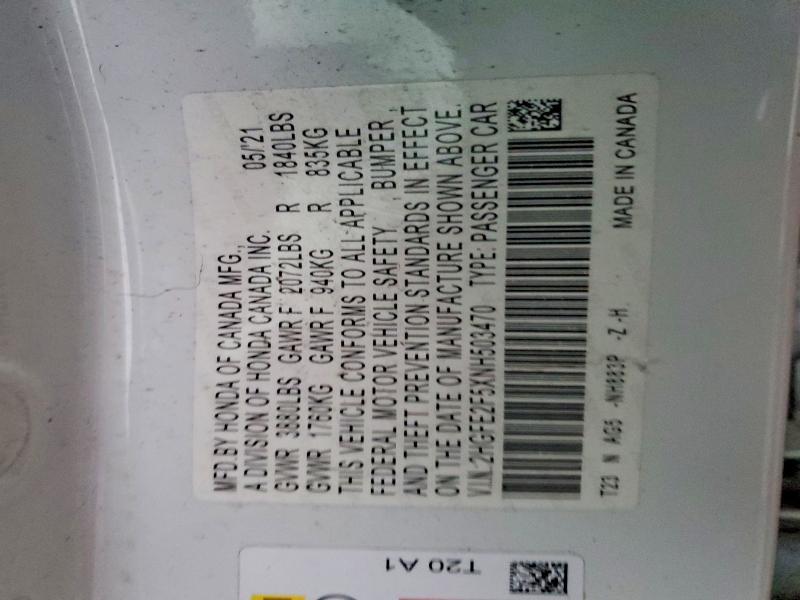 MFD.BY HONDA OF CANADA MFG.,
A DIVISION OF HONDA CANADA INC. 05/'21
GVWR 3880LBS GAWR F 2072LBS R 1840LBS
GVWR 1760KG GAWR F 940KG R 835KG
THIS VEHICLE CONFORMS TO ALL APPLICABLE
FEDERAL MOTOR VEHICLE SAFETY , BUMPER ,
AND THEFT PREVENTION STANDARDS IN EFFECT
ON THE DATE OF MANUFACTURE SHOWN ABOVE.
V.I.N.:2HGFE2F5XNH503470 TYPE: PASSENGER CAR
T23 N AG5 -NH883P -Z -H MADE IN CANADA
T20 A1